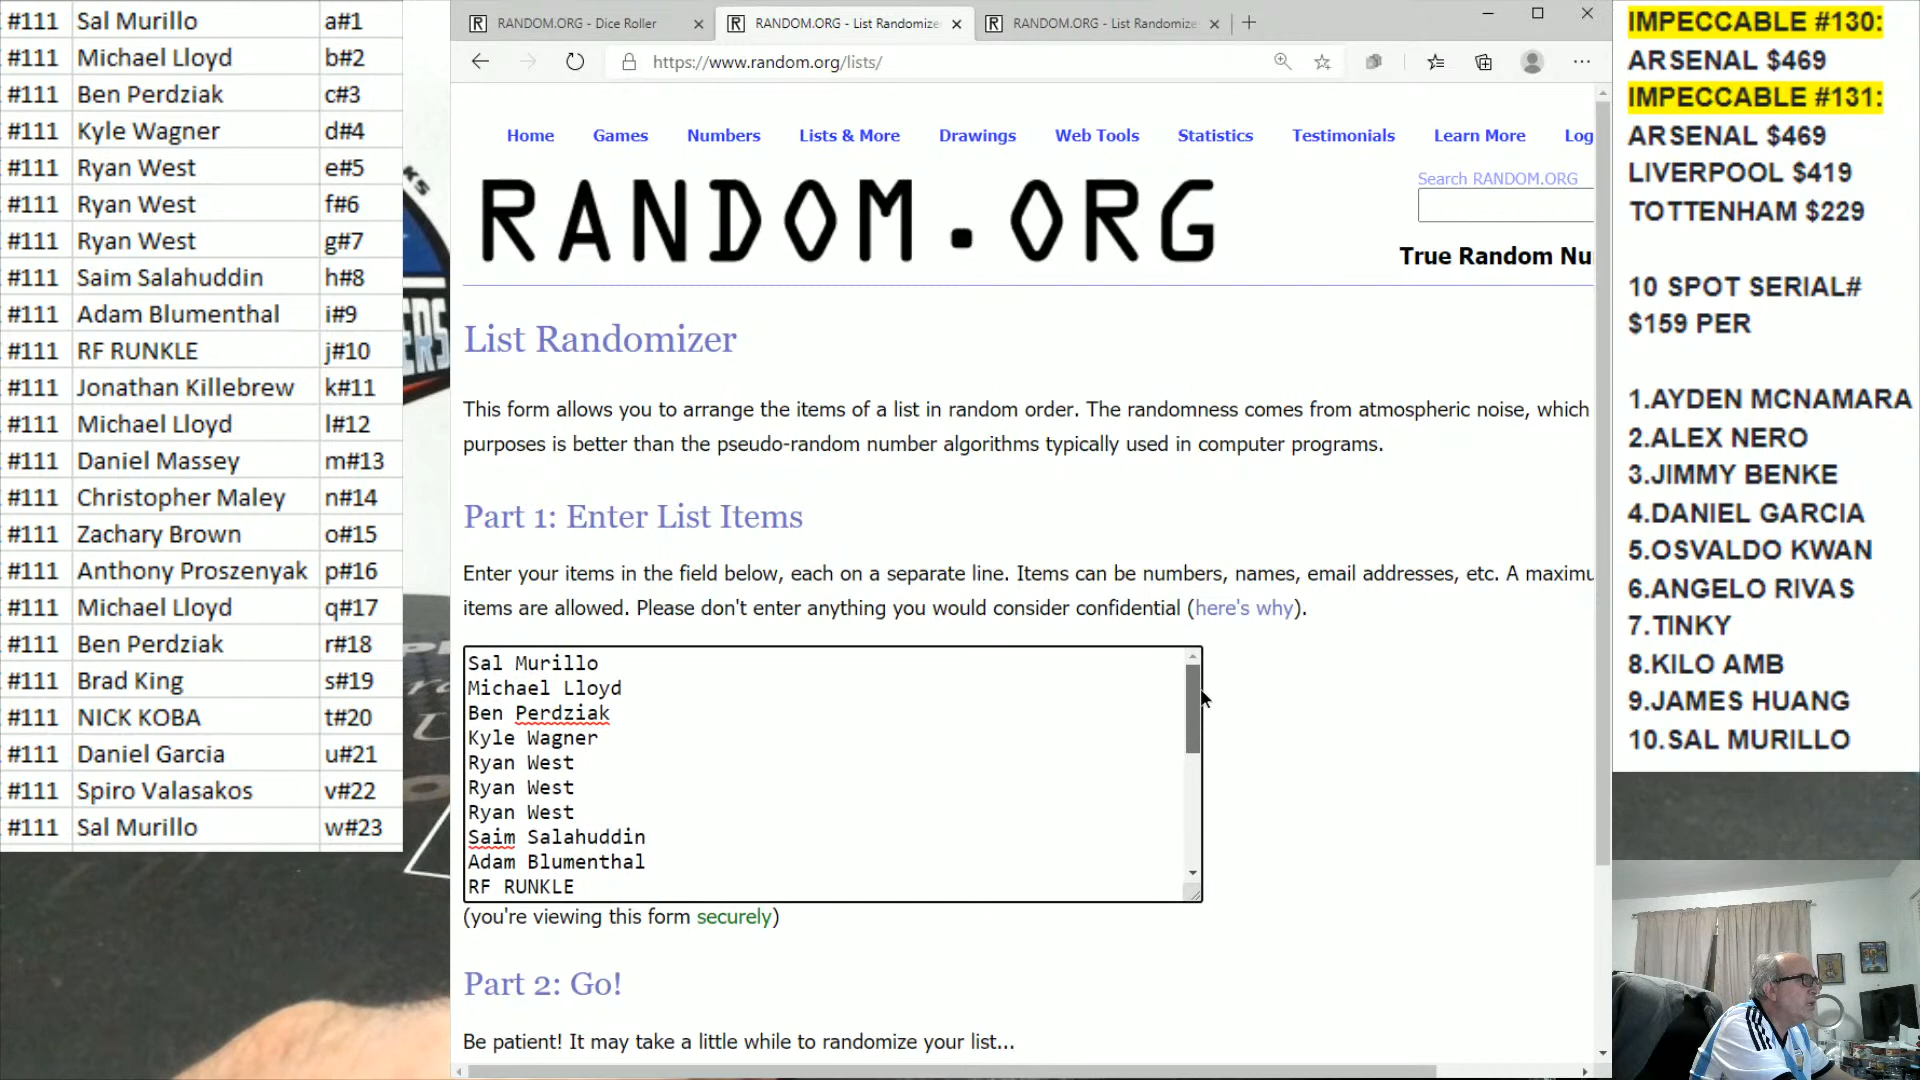 #111 Sal Murillo a#1
#111 Michael Lloyd b#2
#111 Ben Perdziak c#3
#111 Kyle Wagner d#4
#111 Ryan West e#5
#111 Ryan West f#6
#111 Ryan West g#7
#111 Saim Salahuddin h#8
#111 Adam Blumenthal i#9
#111 RF RUNKLE j#10
#111 Jonathan Killebrew k#11
#111 Michael Lloyd l#12
#111 Daniel Massey m#13
#111 Christopher Maley n#14
#111 Zachary Brown o#15
#111 Anthony Proszenyak p#16
#111 Michael Lloyd q#17
#111 Ben Perdziak r#18
#111 Brad King s#19
#111 NICK KOBA t#20
#111 Daniel Garcia u#21
#111 Spiro Valasakos v#22
#111 Sal Murillo w#23
RANDOM.ORG - Dice Roller
RANDOM.ORG - List Randomize
RANDOM.ORG - List Randomize
https://www.random.org/lists/
Home Games Numbers Lists & More Drawings Web Tools Statistics Testimonials Learn More Log
Search RANDOM.ORG
RANDOM.ORG
True Random Nu
List Randomizer
This form allows you to arrange the items of a list in random order. The randomness comes from atmospheric noise, which
purposes is better than the pseudo-random number algorithms typically used in computer programs.
Part 1: Enter List Items
Enter your items in the field below, each on a separate line. Items can be numbers, names, email addresses, etc. A maximu
items are allowed. Please don't enter anything you would consider confidential (here's why).
Sal Murillo
Michael Lloyd
Ben Perdziak
Kyle Wagner
Ryan West
Ryan West
Ryan West
Saim Salahuddin
Adam Blumenthal
RF RUNKLE
(you're viewing this form securely)
Part 2: Go!
Be patient! It may take a little while to randomize your list...
IMPECCABLE #130:
ARSENAL $469
IMPECCABLE #131:
ARSENAL $469
LIVERPOOL $419
TOTTENHAM $229
10 SPOT SERIAL#
$159 PER
1.AYDEN MCNAMARA
2.ALEX NERO
3.JIMMY BENKE
4.DANIEL GARCIA
5.OSVALDO KWAN
6.ANGELO RIVAS
7.TINKY
8.KILO AMB
9.JAMES HUANG
10.SAL MURILLO